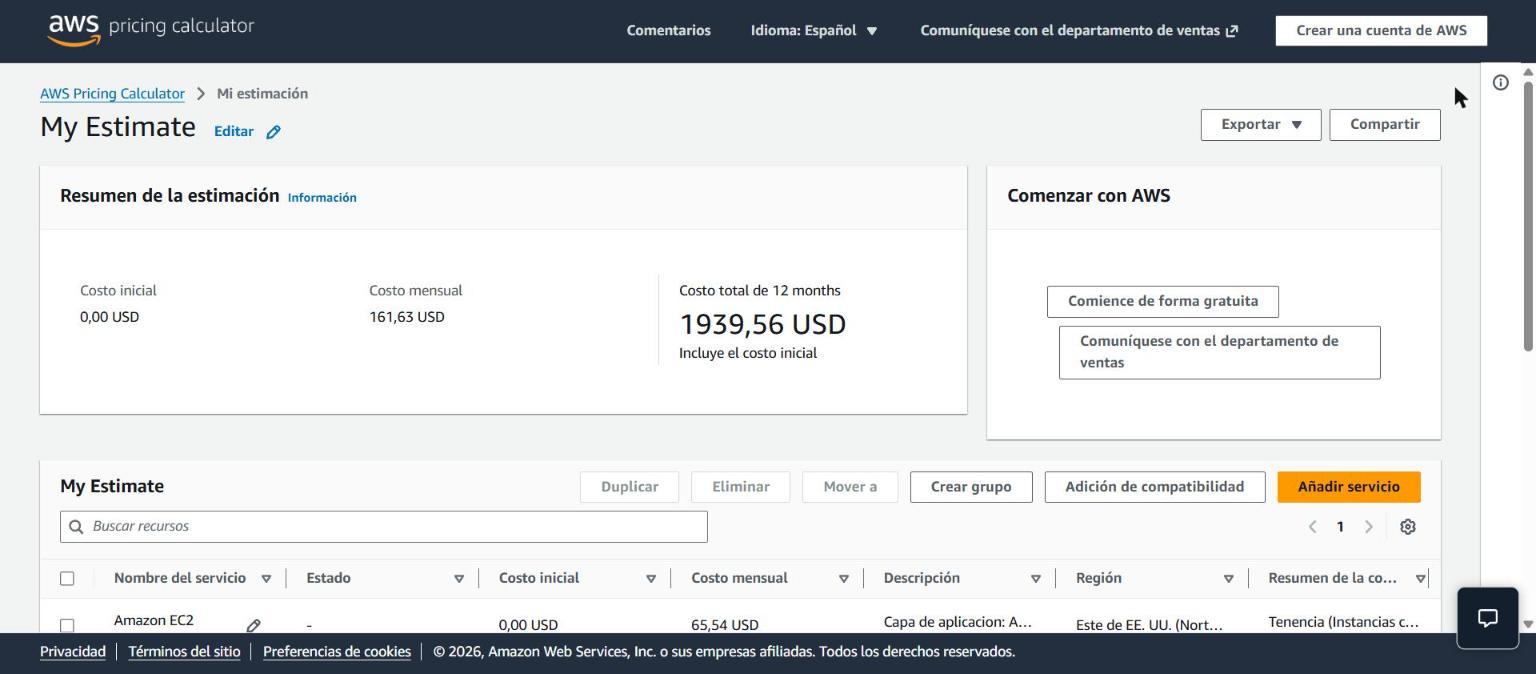 aws pricing calculator
Comentarios
Idioma: Español
Comuníquese con el departamento de ventas
Crear una cuenta de AWS
AWS Pricing Calculator > Mi estimación
My Estimate
Editar
Exportar
Compartir
Resumen de la estimación
Información
Costo inicial
0,00 USD
Costo mensual
161,63 USD
Costo total de 12 months
1939,56 USD
Incluye el costo inicial
Comenzar con AWS
Comience de forma gratuita
Comuníquese con el departamento de
ventas
My Estimate
Duplicar
Eliminar
Mover a
Crear grupo
Adición de compatibilidad
Añadir servicio
Buscar recursos
1
Nombre del servicio
Estado
Costo inicial
Costo mensual
Descripción
Región
Resumen de la co...
Amazon EC2
-
0,00 USD
65,54 USD
Capa de aplicacion: A...
Este de EE. UU. (Nort...
Tenencia (Instancias c...
Privacidad
Términos del sitio
Preferencias de cookies
© 2026, Amazon Web Services, Inc. o sus empresas afiliadas. Todos los derechos reservados.